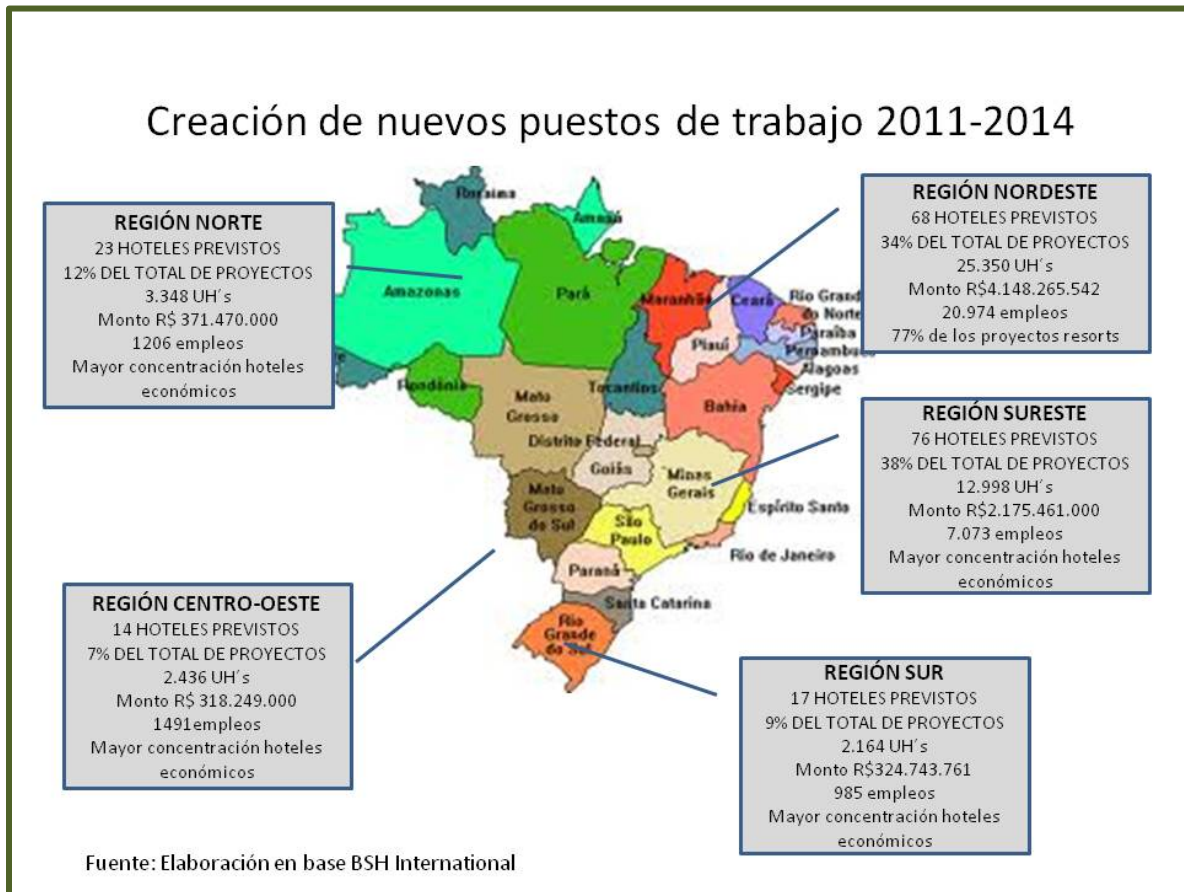 Creación de nuevos puestos de trabajo 2011-2014
REGIÓN NORTE
23 HOTELES PREVISTOS
12% DEL TOTAL DE PROYECTOS
3.348 UH´s
Monto R$ 371.470.000
1206 empleos
Mayor concentración hoteles
económicos
REGIÓN NORDESTE
68 HOTELES PREVISTOS
34% DEL TOTAL DE PROYECTOS
25.350 UH´s
Monto R$4.148.265.542
20.974 empleos
77% de los proyectos resorts
Roraima
Amapá
Amazonas
Pará
Maranhão
Ceará
Rio Grande
do Norte
Paraíba
Piauí
Pernambuco
Alagoas
Sergipe
Rondônia
Tocantins
Mato
Grosso
Bahia
Distrito Federal
Goiás
Minas
Gerais
Mato
Grosso
do Sul
Espírito Santo
São
Paulo
Rio de Janeiro
Paraná
Santa Catarina
Rio
Grande
do Sul
REGIÓN SURESTE
76 HOTELES PREVISTOS
38% DEL TOTAL DE PROYECTOS
12.998 UH´s
Monto R$2.175.461.000
7.073 empleos
Mayor concentración hoteles
económicos
REGIÓN CENTRO-OESTE
14 HOTELES PREVISTOS
7% DEL TOTAL DE PROYECTOS
2.436 UH´s
Monto R$ 318.249.000
1491empleos
Mayor concentración hoteles
económicos
REGIÓN SUR
17 HOTELES PREVISTOS
9% DEL TOTAL DE PROYECTOS
2.164 UH´s
Monto R$324.743.761
985 empleos
Mayor concentración hoteles
económicos
Fuente: Elaboración en base BSH International